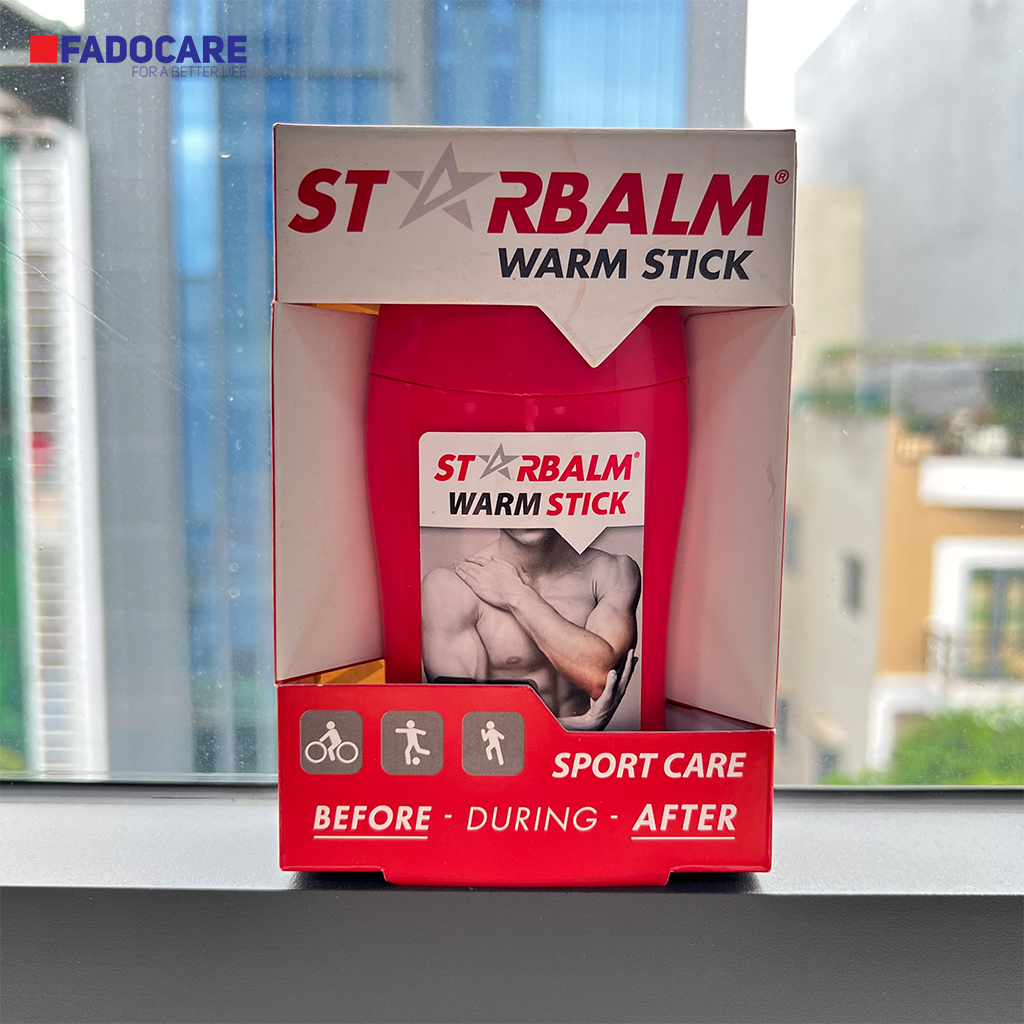 FADOCARE
FOR A BETTER LIFE
STARBALM®
WARM STICK
STARBALM®
WARM STICK
SPORT CARE
BEFORE - DURING - AFTER